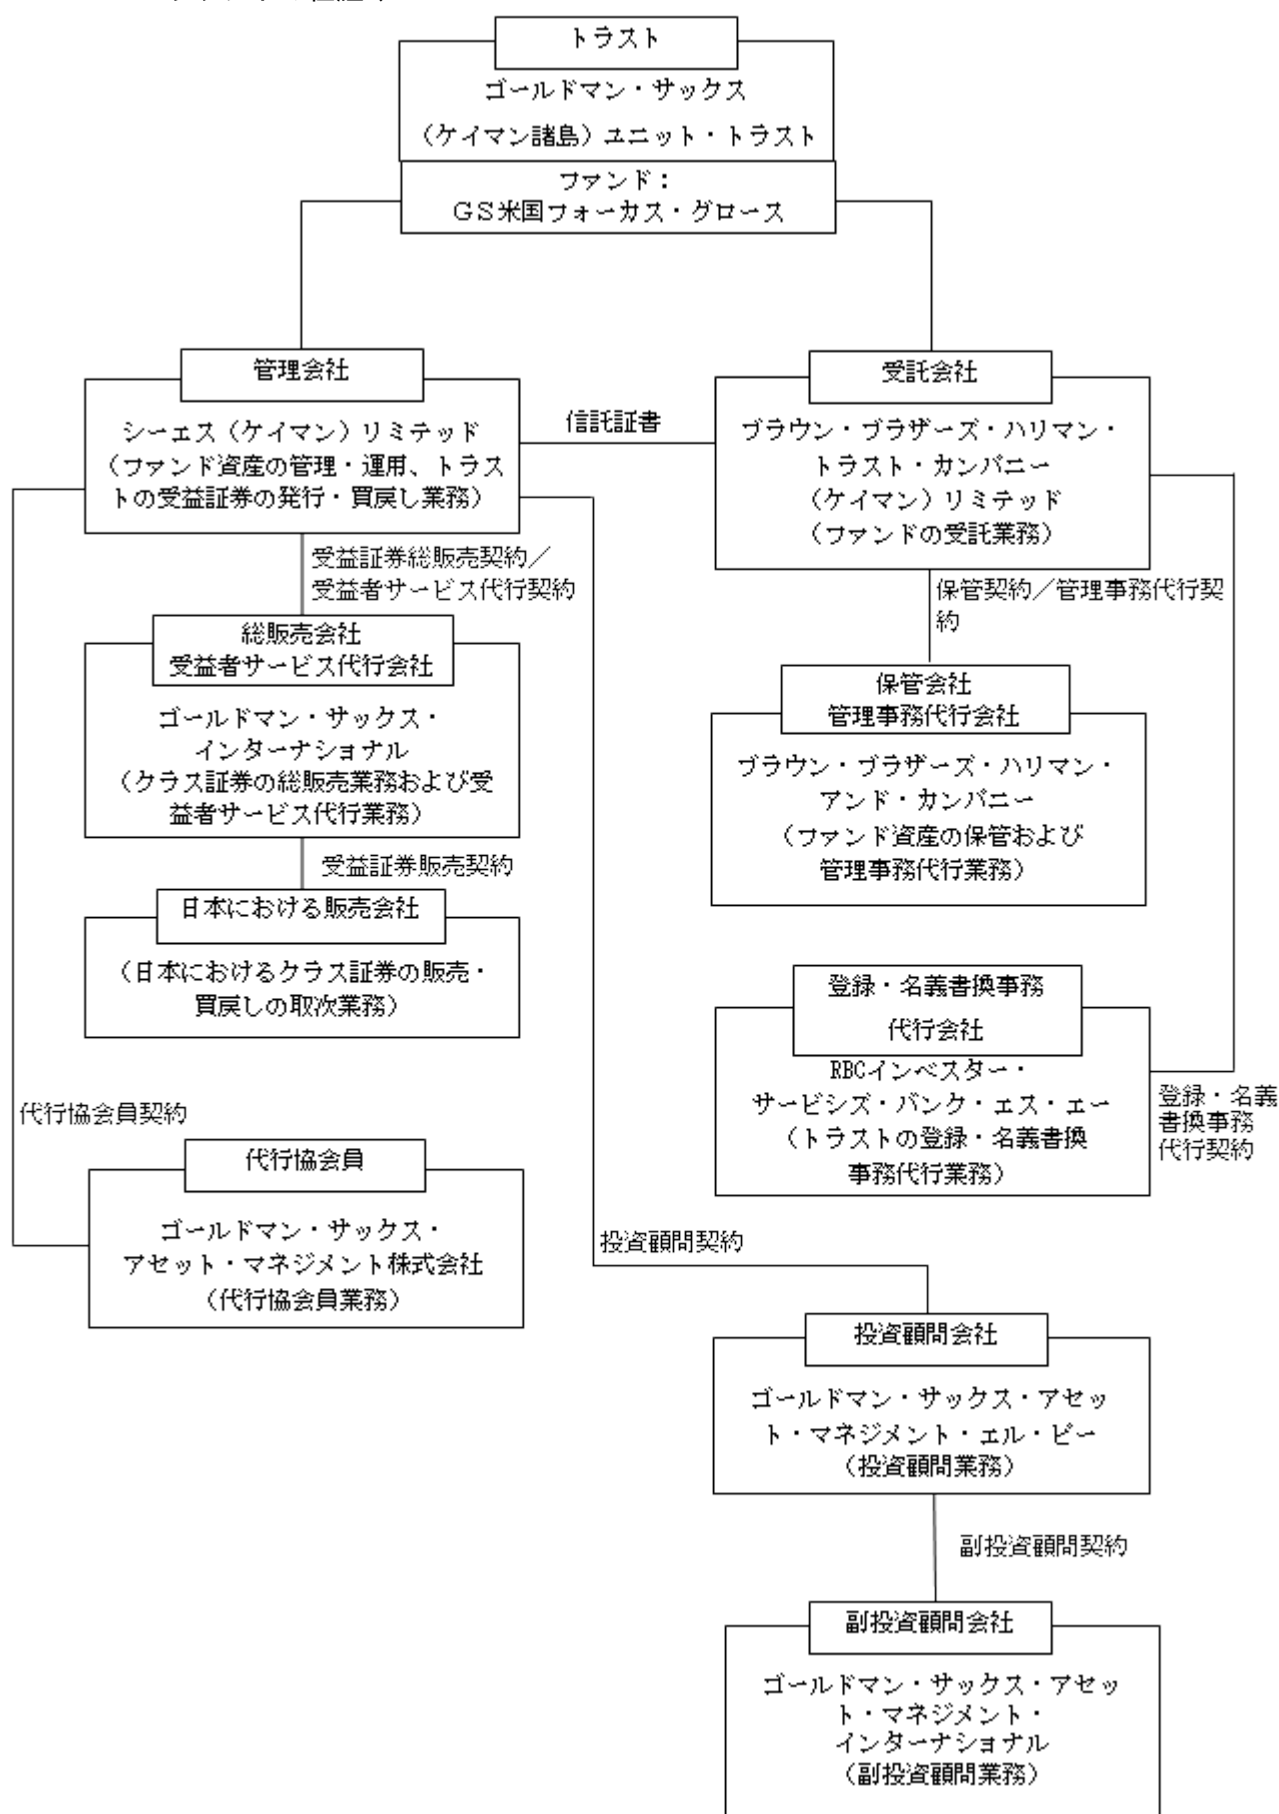 トラスト
ゴールドマン・サックス
（ケイマン諸島）ユニット・トラスト
ファンド：
ＧＳ米国フォーカス・グロース
管理会社
シーエス（ケイマン）リミテッド
（ファンド資産の管理・運用、トラス
トの受益証券の発行・買戻し業務）
信託証書
受託会社
ブラウン・ブラザーズ・ハリマン・
トラスト・カンパニー
（ケイマン）リミテッド
（ファンドの受託業務）
受益証券総販売契約／
受益者サービス代行契約
保管契約／管理事務代行契
約
総販売会社
受益者サービス代行会社
ゴールドマン・サックス・
インターナショナル
（クラス証券の総販売業務および受
益者サービス代行業務）
保管会社
管理事務代行会社
ブラウン・ブラザーズ・ハリマン・
アンド・カンパニー
（ファンド資産の保管および
管理事務代行業務）
受益証券販売契約
日本における販売会社
（日本におけるクラス証券の販売・
買戻しの取次業務）
登録・名義書換事務
代行会社
RBCインベスター・
サービシズ・バンク・エス・エー
（トラストの登録・名義書換
事務代行業務）
登録・名義
書換事務
代行契約
代行協会員契約
代行協会員
ゴールドマン・サックス・
アセット・マネジメント株式会社
（代行協会員業務）
投資顧問契約
投資顧問会社
ゴールドマン・サックス・アセッ
ト・マネジメント・エル・ピー
（投資顧問業務）
副投資顧問契約
副投資顧問会社
ゴールドマン・サックス・アセッ
ト・マネジメント・
インターナショナル
（副投資顧問業務）